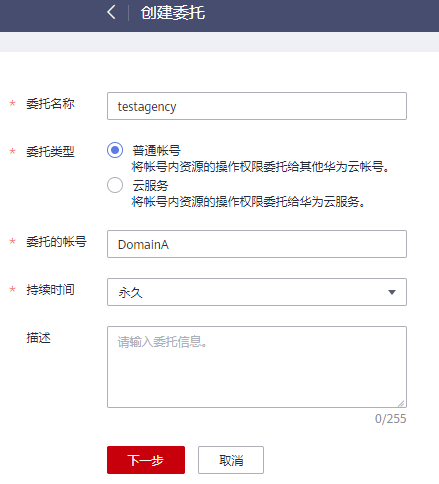 创建委托
* 委托名称 testagency
* 委托类型 普通帐号
将帐号内资源的操作权限委托给其他华为云帐号。
云服务
将帐号内资源的操作权限委托给华为云服务。
* 委托的帐号 DomainA
* 持续时间 永久
描述 请输入委托信息。
0/255
下一步 取消